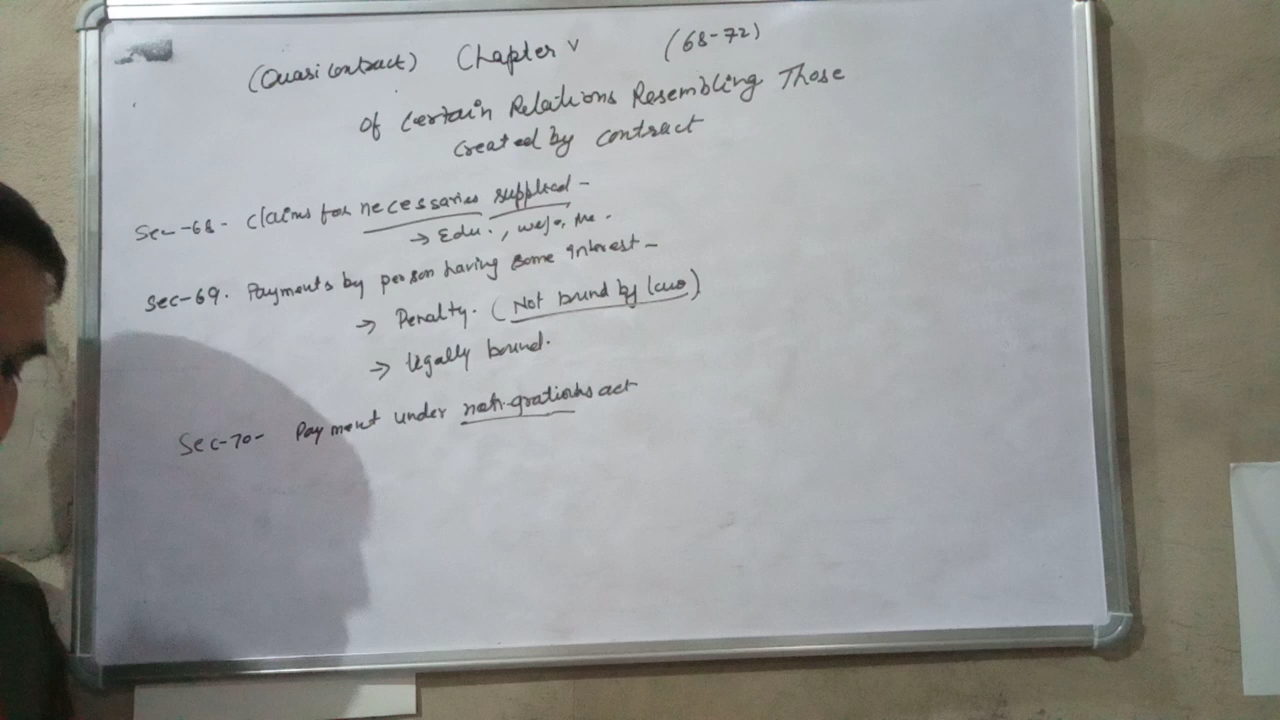 (Quasi Contract) Chapter V (68-72)
Of Certain Relations Resembling Those
created by contract
Sec-68- Claims for necessaries supplied-
→ Edu.,
Sec-69. Payments by person having some interest-
→ Penalty. (Not bound by law)
→ legally bound.
Sec-70- Payment under act